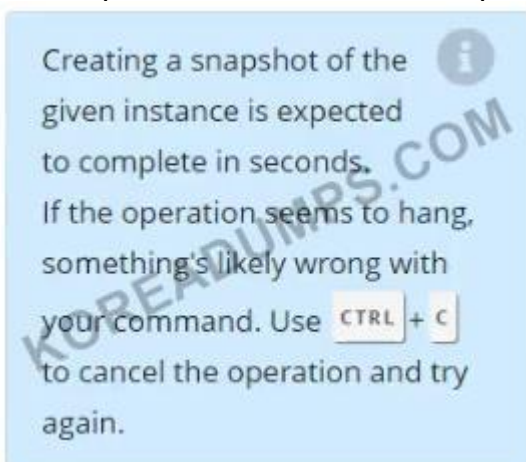 Creating a snapshot of the
given instance is expected
to complete in seconds.
If the operation seems to hang,
something's likely wrong with
your command. Use CTRL + C
to cancel the operation and try
again.
KOREADUMPS.COM